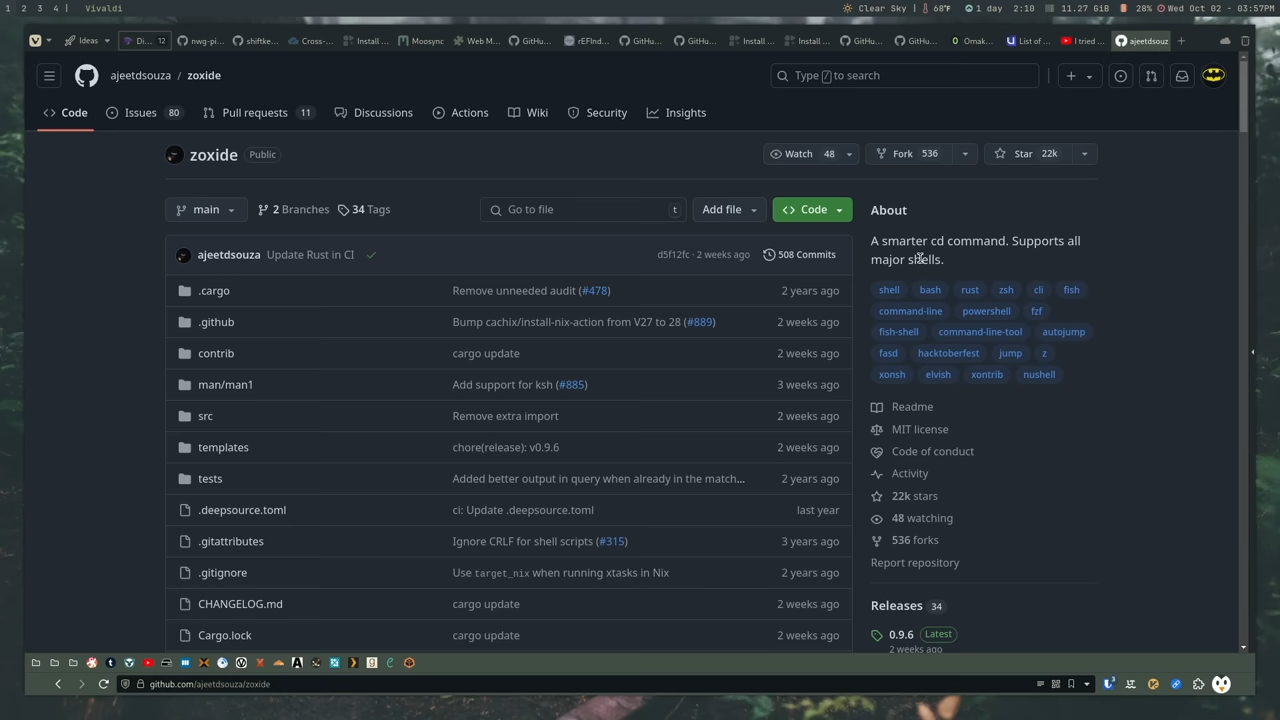 1 2 3 4 | Vivaldi
Clear Sky | 68°F 1 day 2:10 11.27 GiB 28% Wed Oct 02 - 03:57PM
Ideas Di... 12 nwg-pi shiftke Cross- Install Moosync Web M... GitHu... rEFInd GitHu... GitHu... Install Install GitHu... GitHu... Omak... List of I tried ajeetdsouz
ajeetdsouza / zoxide
Type / to search
Code Issues 80 Pull requests 11 Discussions Actions Wiki Security Insights
zoxide Public
Watch 48 Fork 536 Star 22k
main 2 Branches 34 Tags
Go to file t Add file Code
ajeetdsouza Update Rust in CI d5f12fc · 2 weeks ago 508 Commits
.cargo Remove unneeded audit (#478) 2 years ago
.github Bump cachix/install-nix-action from V27 to 28 (#889) 2 weeks ago
contrib cargo update 2 weeks ago
man/man1 Add support for ksh (#885) 3 weeks ago
src Remove extra import 2 weeks ago
templates chore(release): v0.9.6 2 weeks ago
tests Added better output in query when already in the match... 2 years ago
.deepsource.toml ci: Update .deepsource.toml last year
.gitattributes Ignore CRLF for shell scripts (#315) 3 years ago
.gitignore Use target_nix when running xtasks in Nix 2 years ago
CHANGELOG.md cargo update 2 weeks ago
Cargo.lock cargo update 2 weeks ago
About
A smarter cd command. Supports all
major shells.
shell bash rust zsh cli fish
command-line powershell fzf
fish-shell command-line-tool autojump
fasd hacktoberfest jump z
xonsh elvish xontrib nushell
Readme
MIT license
Code of conduct
Activity
22k stars
48 watching
536 forks
Report repository
Releases 34
0.9.6 Latest
2 weeks ago
github.com/ajeetdsouza/zoxide